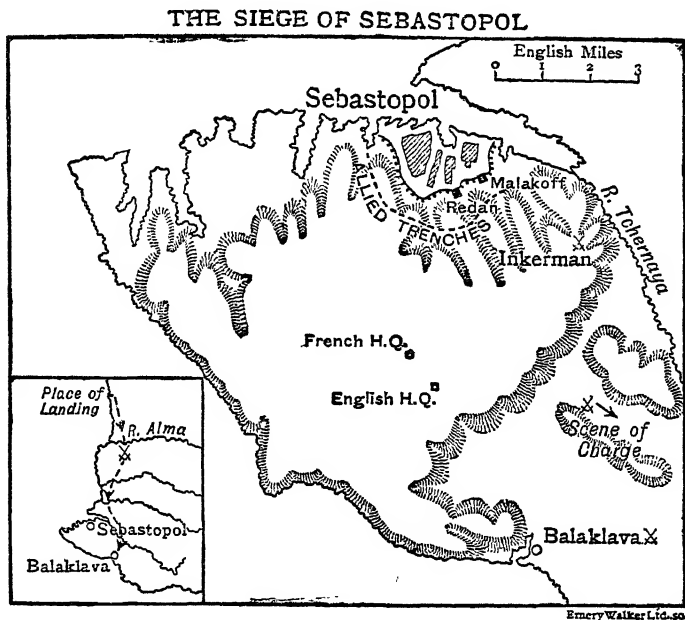 THE SIEGE OF SEBASTOPOL
English Miles
0 1 2 3
Sebastopol
Malakoff
Redan
ALLIED TRENCHES
R. Tchernaya
Inkerman
French H.Q.
English H.Q.
Scene of
Charge
Balaklava
Place of
Landing
R. Alma
Sebastopol
Balaklava
Emery Walker Ltd. sc.